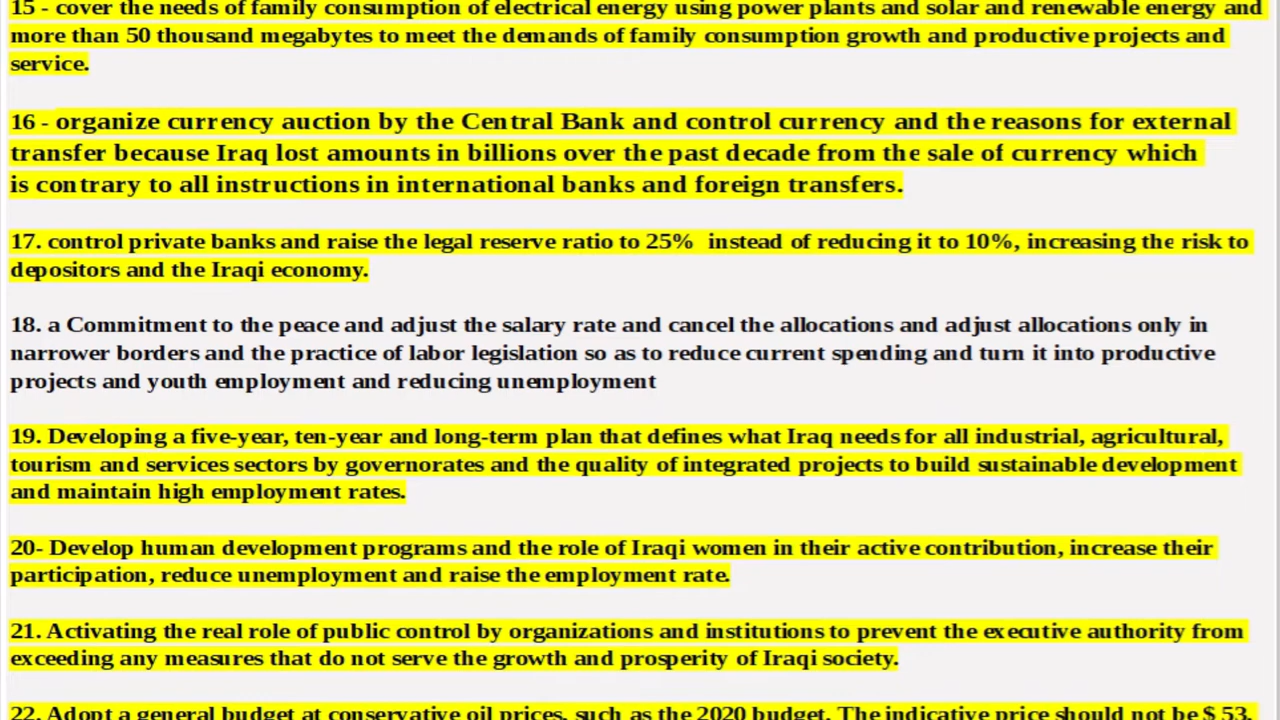 15 - cover the needs of family consumption of electrical energy using power plants and solar and renewable energy and
more than 50 thousand megabytes to meet the demands of family consumption growth and productive projects and
service.
16 - organize currency auction by the Central Bank and control currency and the reasons for external
transfer because Iraq lost amounts in billions over the past decade from the sale of currency which
is contrary to all instructions in international banks and foreign transfers.
17. control private banks and raise the legal reserve ratio to 25% instead of reducing it to 10%, increasing the risk to
depositors and the Iraqi economy.
18. a Commitment to the peace and adjust the salary rate and cancel the allocations and adjust allocations only in
narrower borders and the practice of labor legislation so as to reduce current spending and turn it into productive
projects and youth employment and reducing unemployment
19. Developing a five-year, ten-year and long-term plan that defines what Iraq needs for all industrial, agricultural,
tourism and services sectors by governorates and the quality of integrated projects to build sustainable development
and maintain high employment rates.
20- Develop human development programs and the role of Iraqi women in their active contribution, increase their
participation, reduce unemployment and raise the employment rate.
21. Activating the real role of public control by organizations and institutions to prevent the executive authority from
exceeding any measures that do not serve the growth and prosperity of Iraqi society.
22. Adopt a general budget at conservative oil prices, such as the 2020 budget. The indicative price should not be $ 53,